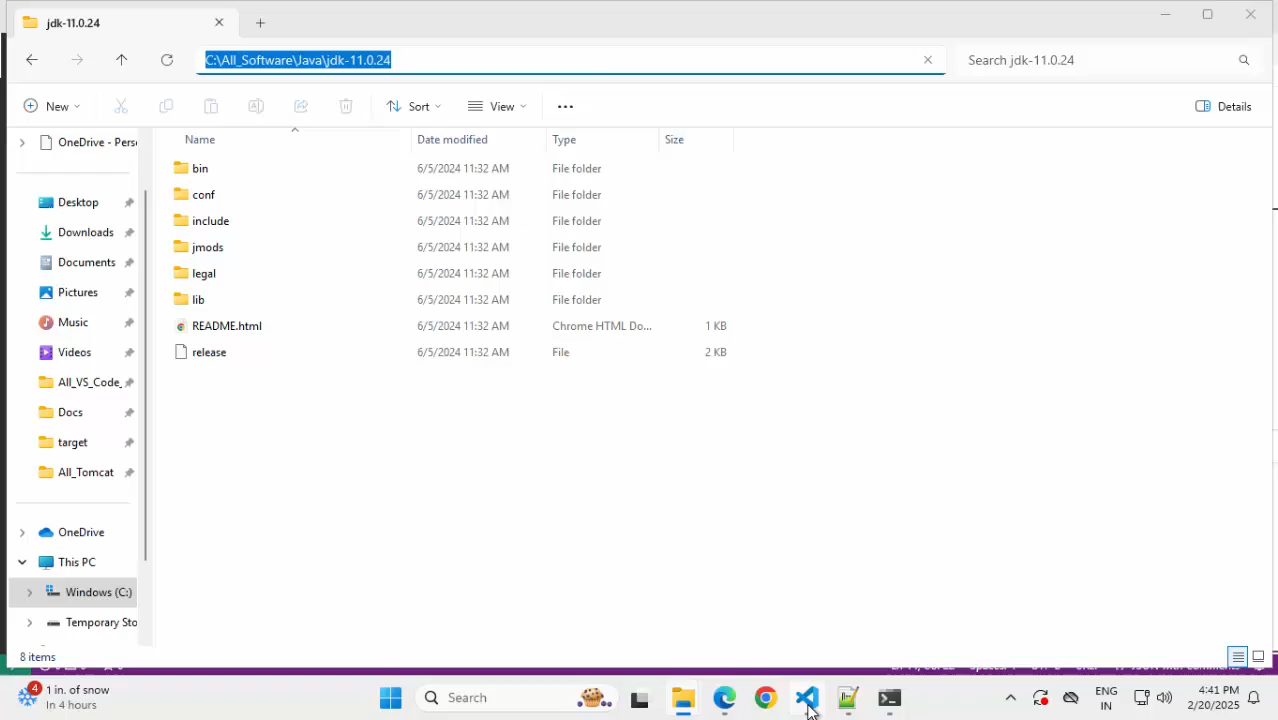 jdk-11.0.24
C:\All_Software\Java\jdk-11.0.24
Search jdk-11.0.24
New
Sort
View
Details
OneDrive - Pers
Name Date modified Type Size
bin 6/5/2024 11:32 AM File folder
conf 6/5/2024 11:32 AM File folder
include 6/5/2024 11:32 AM File folder
jmods 6/5/2024 11:32 AM File folder
legal 6/5/2024 11:32 AM File folder
lib 6/5/2024 11:32 AM File folder
README.html 6/5/2024 11:32 AM Chrome HTML Do... 1 KB
release 6/5/2024 11:32 AM File 2 KB
Desktop
Downloads
Documents
Pictures
Music
Videos
All_VS_Code_
Docs
target
All_Tomcat
OneDrive
This PC
Windows (C:)
Temporary Sto
8 items
4
1 in. of snow
In 4 hours
Search
ENG
IN
4:41 PM
2/20/2025